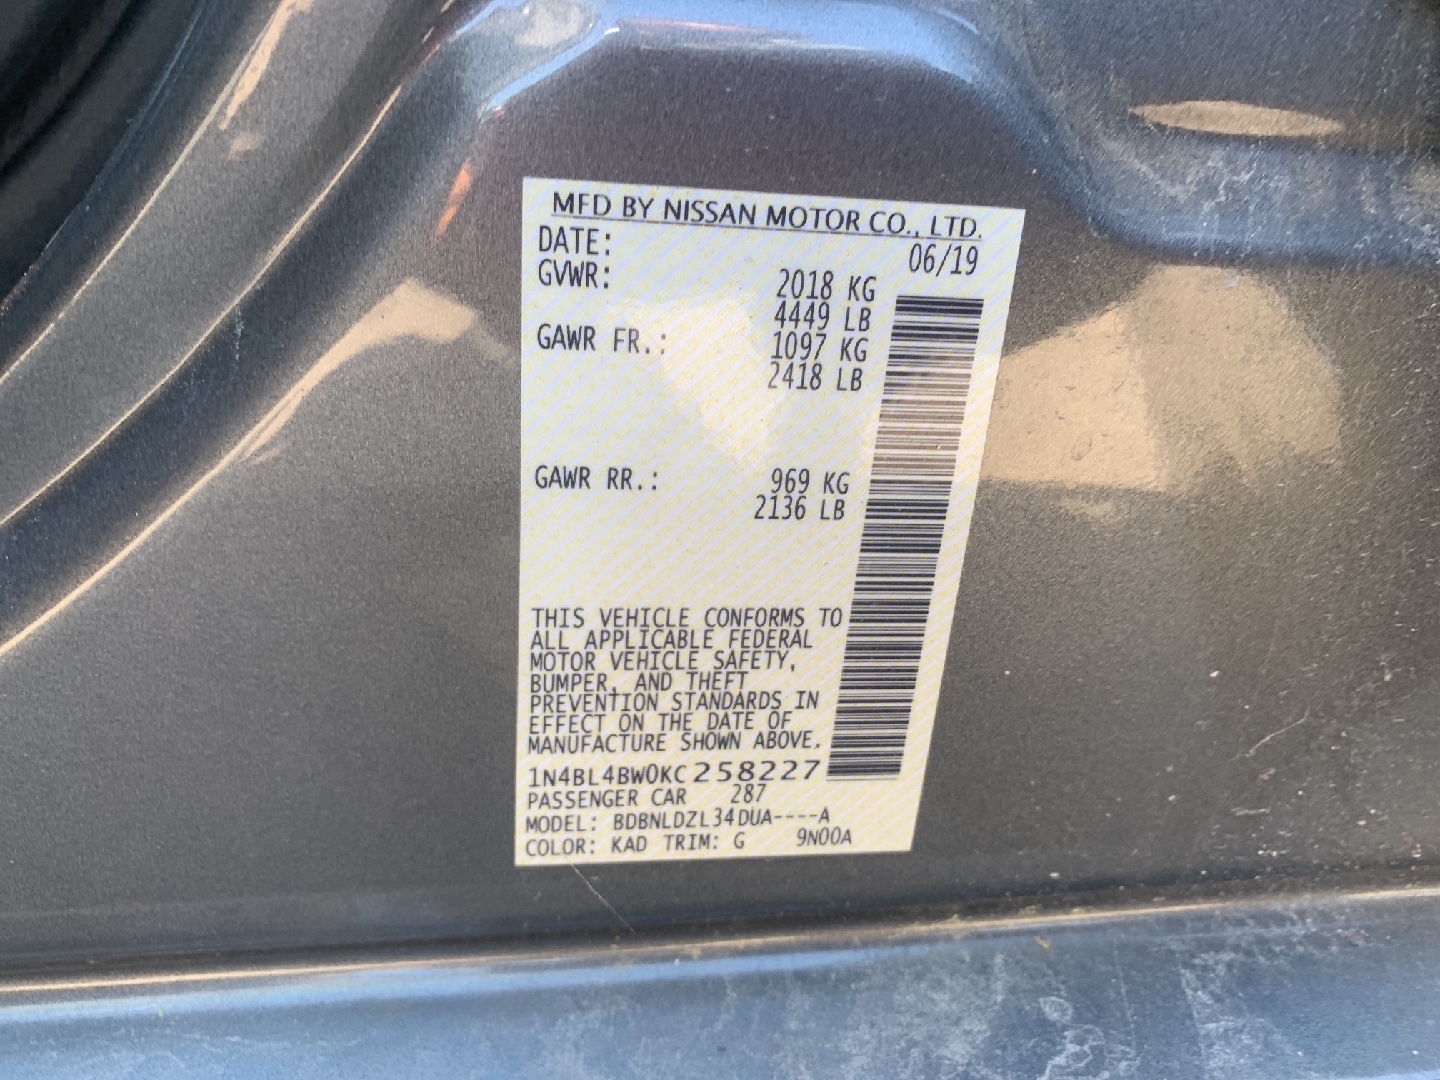 MFD BY NISSAN MOTOR CO., LTD.
DATE: 06/19
GVWR: 2018 KG
4449 LB
GAWR FR.: 1097 KG
2418 LB
GAWR RR.: 969 KG
2136 LB
THIS VEHICLE CONFORMS TO
ALL APPLICABLE FEDERAL
MOTOR VEHICLE SAFETY,
BUMPER, AND THEFT
PREVENTION STANDARDS IN
EFFECT ON THE DATE OF
MANUFACTURE SHOWN ABOVE.
1N4BL4BW0KC258227
PASSENGER CAR 287
MODEL: BDBNLDZL34DUA----A
COLOR: KAD TRIM: G 9N00A